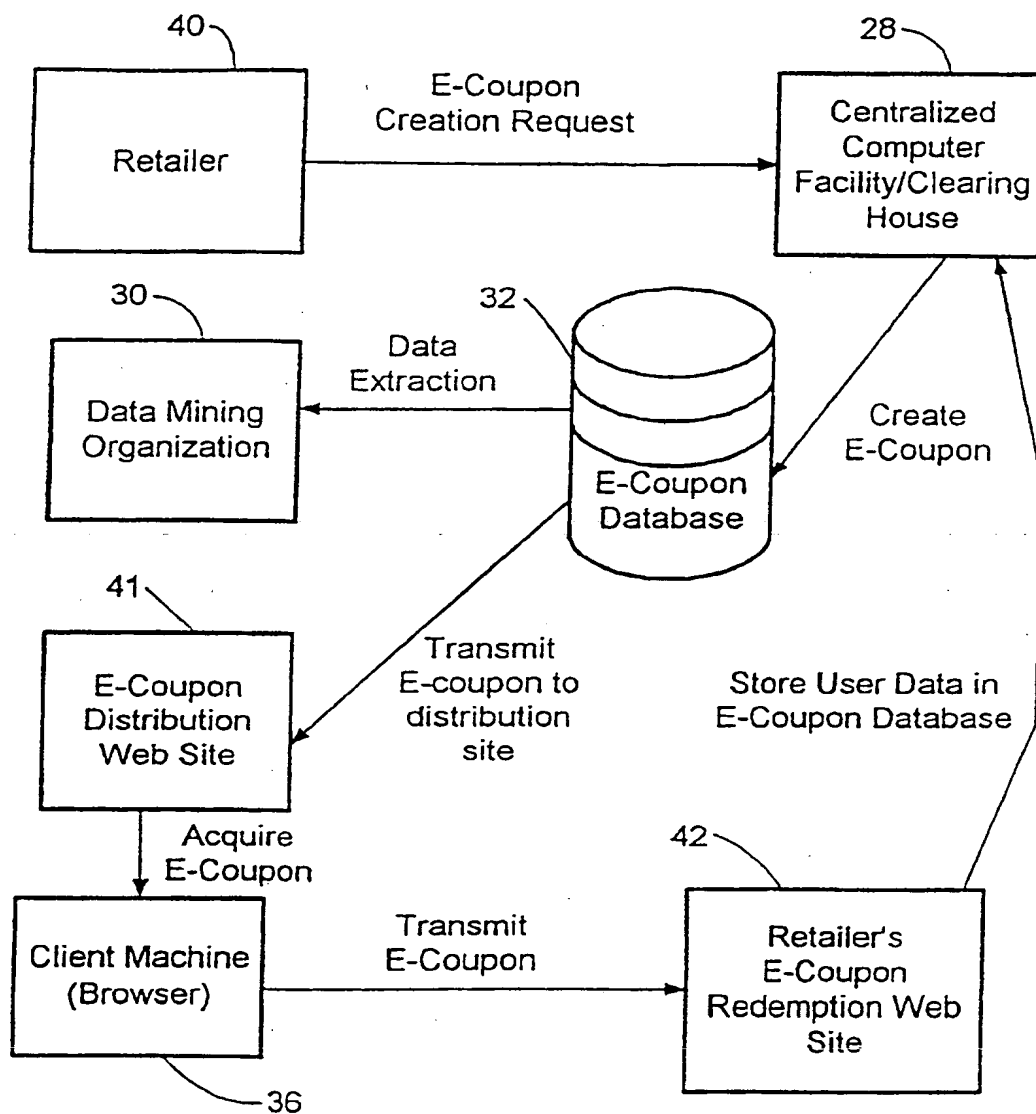 40
28
E-Coupon
Creation Request
Retailer
Centralized
Computer
Facility/Clearing
House
30
32
Data
Extraction
Data Mining
Organization
Create
E-Coupon
E-Coupon
Database
41
E-Coupon
Distribution
Web Site
Transmit
E-coupon to
distribution
site
Store User Data in
E-Coupon Database
Acquire
E-Coupon
42
Client Machine
(Browser)
Transmit
E-Coupon
Retailer's
E-Coupon
Redemption Web
Site
36